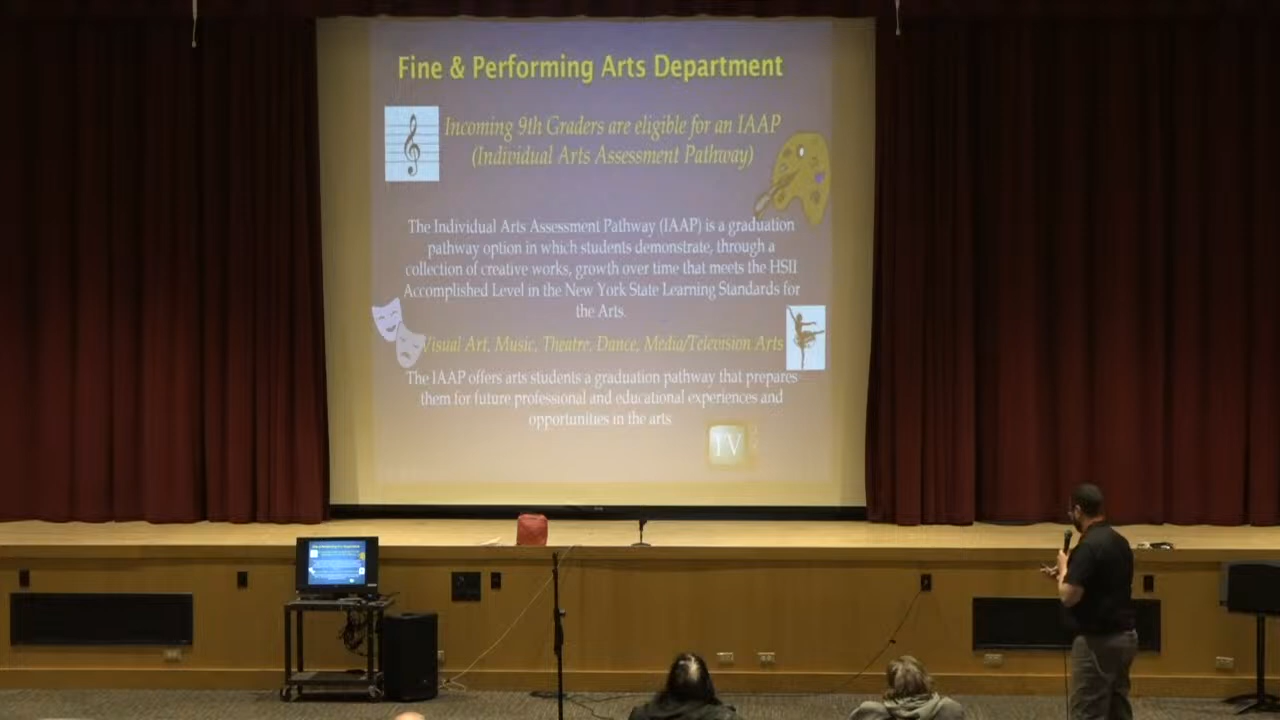 Fine & Performing Arts Department
Incoming 9th Graders are eligible for an IAAP
(Individual Arts Assessment Pathway)
The Individual Arts Assessment Pathway (IAAP) is a graduation
pathway option in which students demonstrate, through a
collection of creative works, growth over time that meets the HSII
Accomplished Level in the New York State Learning Standards for
the Arts.
Visual Art, Music, Theatre, Dance, Media/Television Arts
The IAAP offers arts students a graduation pathway that prepares
them for future professional and educational experiences and
opportunities in the arts
TV